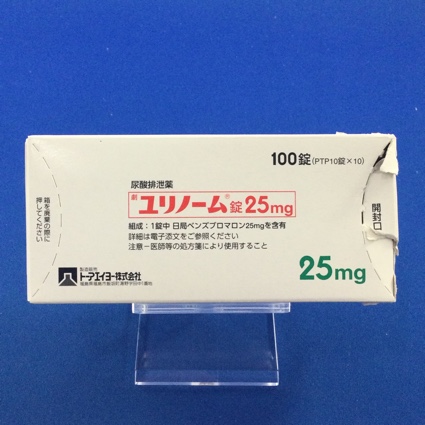 100錠(PTP10錠×10)
尿酸排泄薬
劇 ユリノーム®錠25mg
組成：1錠中 日局ベンズブロマロン25mgを含有
詳細は電子添文をご参照ください
注意－医師等の処方箋により使用すること
製造販売
トーアエイヨー株式会社
25mg
箱を廃棄の際に
押してください
開封口